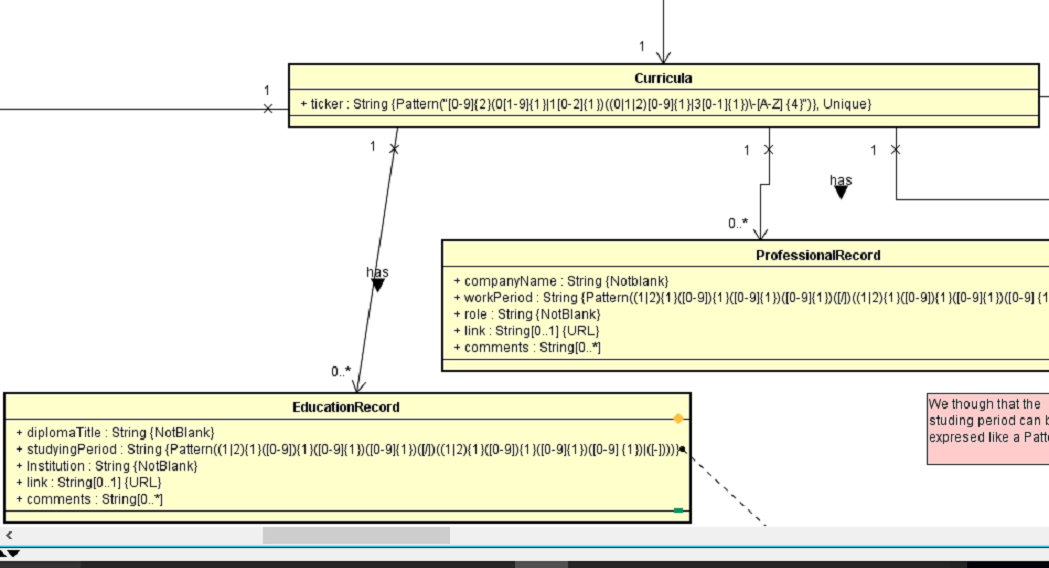 1
Curricula
1
+ ticker : String {Pattern("[0-9]{2}(0[1-9]{1}|1[0-2]{1})((0|1|2)[0-9]{1}|3[0-1]{1})\-[A-Z] {4}")}, Unique}
1
1
1
has
0..*
ProfessionalRecord
has
+ companyName : String {Notblank}
+ workPeriod : String {Pattern((1|2){1}([0-9]){1}([0-9]{1})([0-9]{1})([/])((1|2){1}([0-9]){1}([0-9]{1})([0-9] {1
+ role : String {NotBlank}
+ link : String[0..1] {URL}
+ comments : String[0..*]
0..*
EducationRecord
We though that the
studing period can b
expresed like a Patte
+ diplomaTitle : String {NotBlank}
+ studyingPeriod : String {Pattern((1|2){1}([0-9]){1}([0-9]{1})([0-9]{1})([/])((1|2){1}([0-9]){1}([0-9]{1})([0-9] {1})|([-]))))}
+ Institution : String {NotBlank}
+ link : String[0..1] {URL}
+ comments : String[0..*]